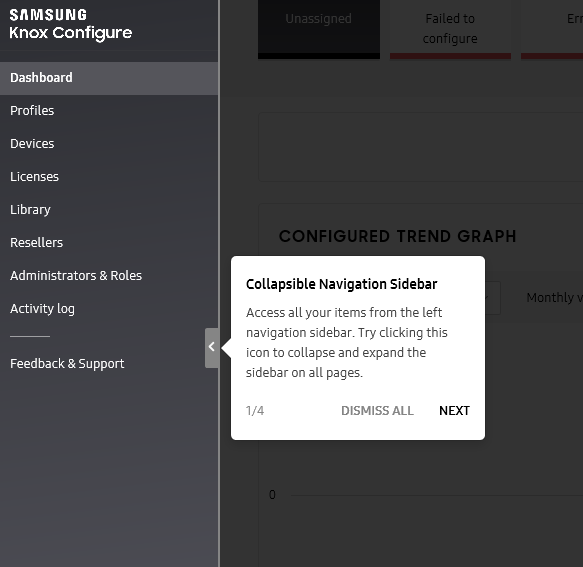 SAMSUNG
Knox Configure
Dashboard
Profiles
Devices
Licenses
Library
Resellers
Administrators & Roles
Activity log
Feedback & Support
Unassigned
Failed to
configure
CONFIGURED TREND GRAPH
Monthly
Collapsible Navigation Sidebar
Access all your items from the left
navigation sidebar. Try clicking this
icon to collapse and expand the
sidebar on all pages.
1/4 DISMISS ALL NEXT
0